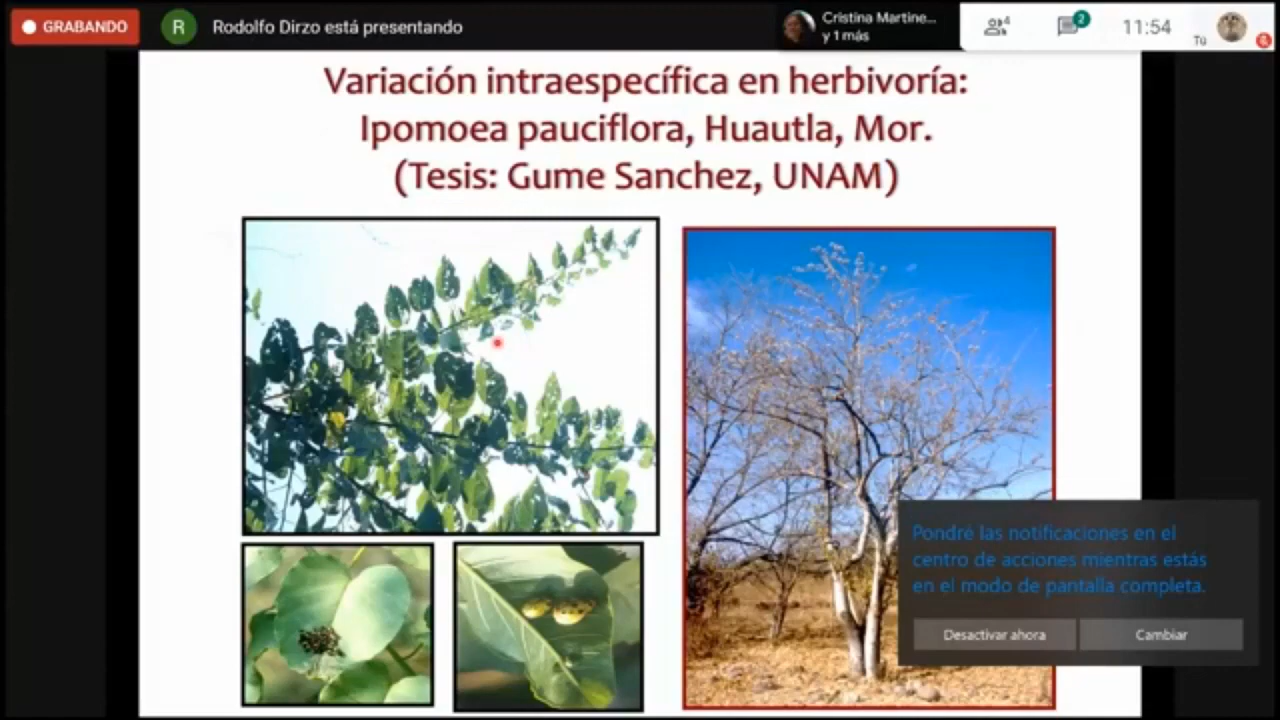 GRABANDO
R
Rodolfo Dirzo está presentando
Cristina Martine...
y 1 más
4
2
11:54
Tú
Variación intraespecífica en herbivoría:
Ipomoea pauciflora, Huautla, Mor.
(Tesis: Gume Sanchez, UNAM)
Pondré las notificaciones en el
centro de acciones mientras estás
en el modo de pantalla completa.
Desactivar ahora
Cambiar